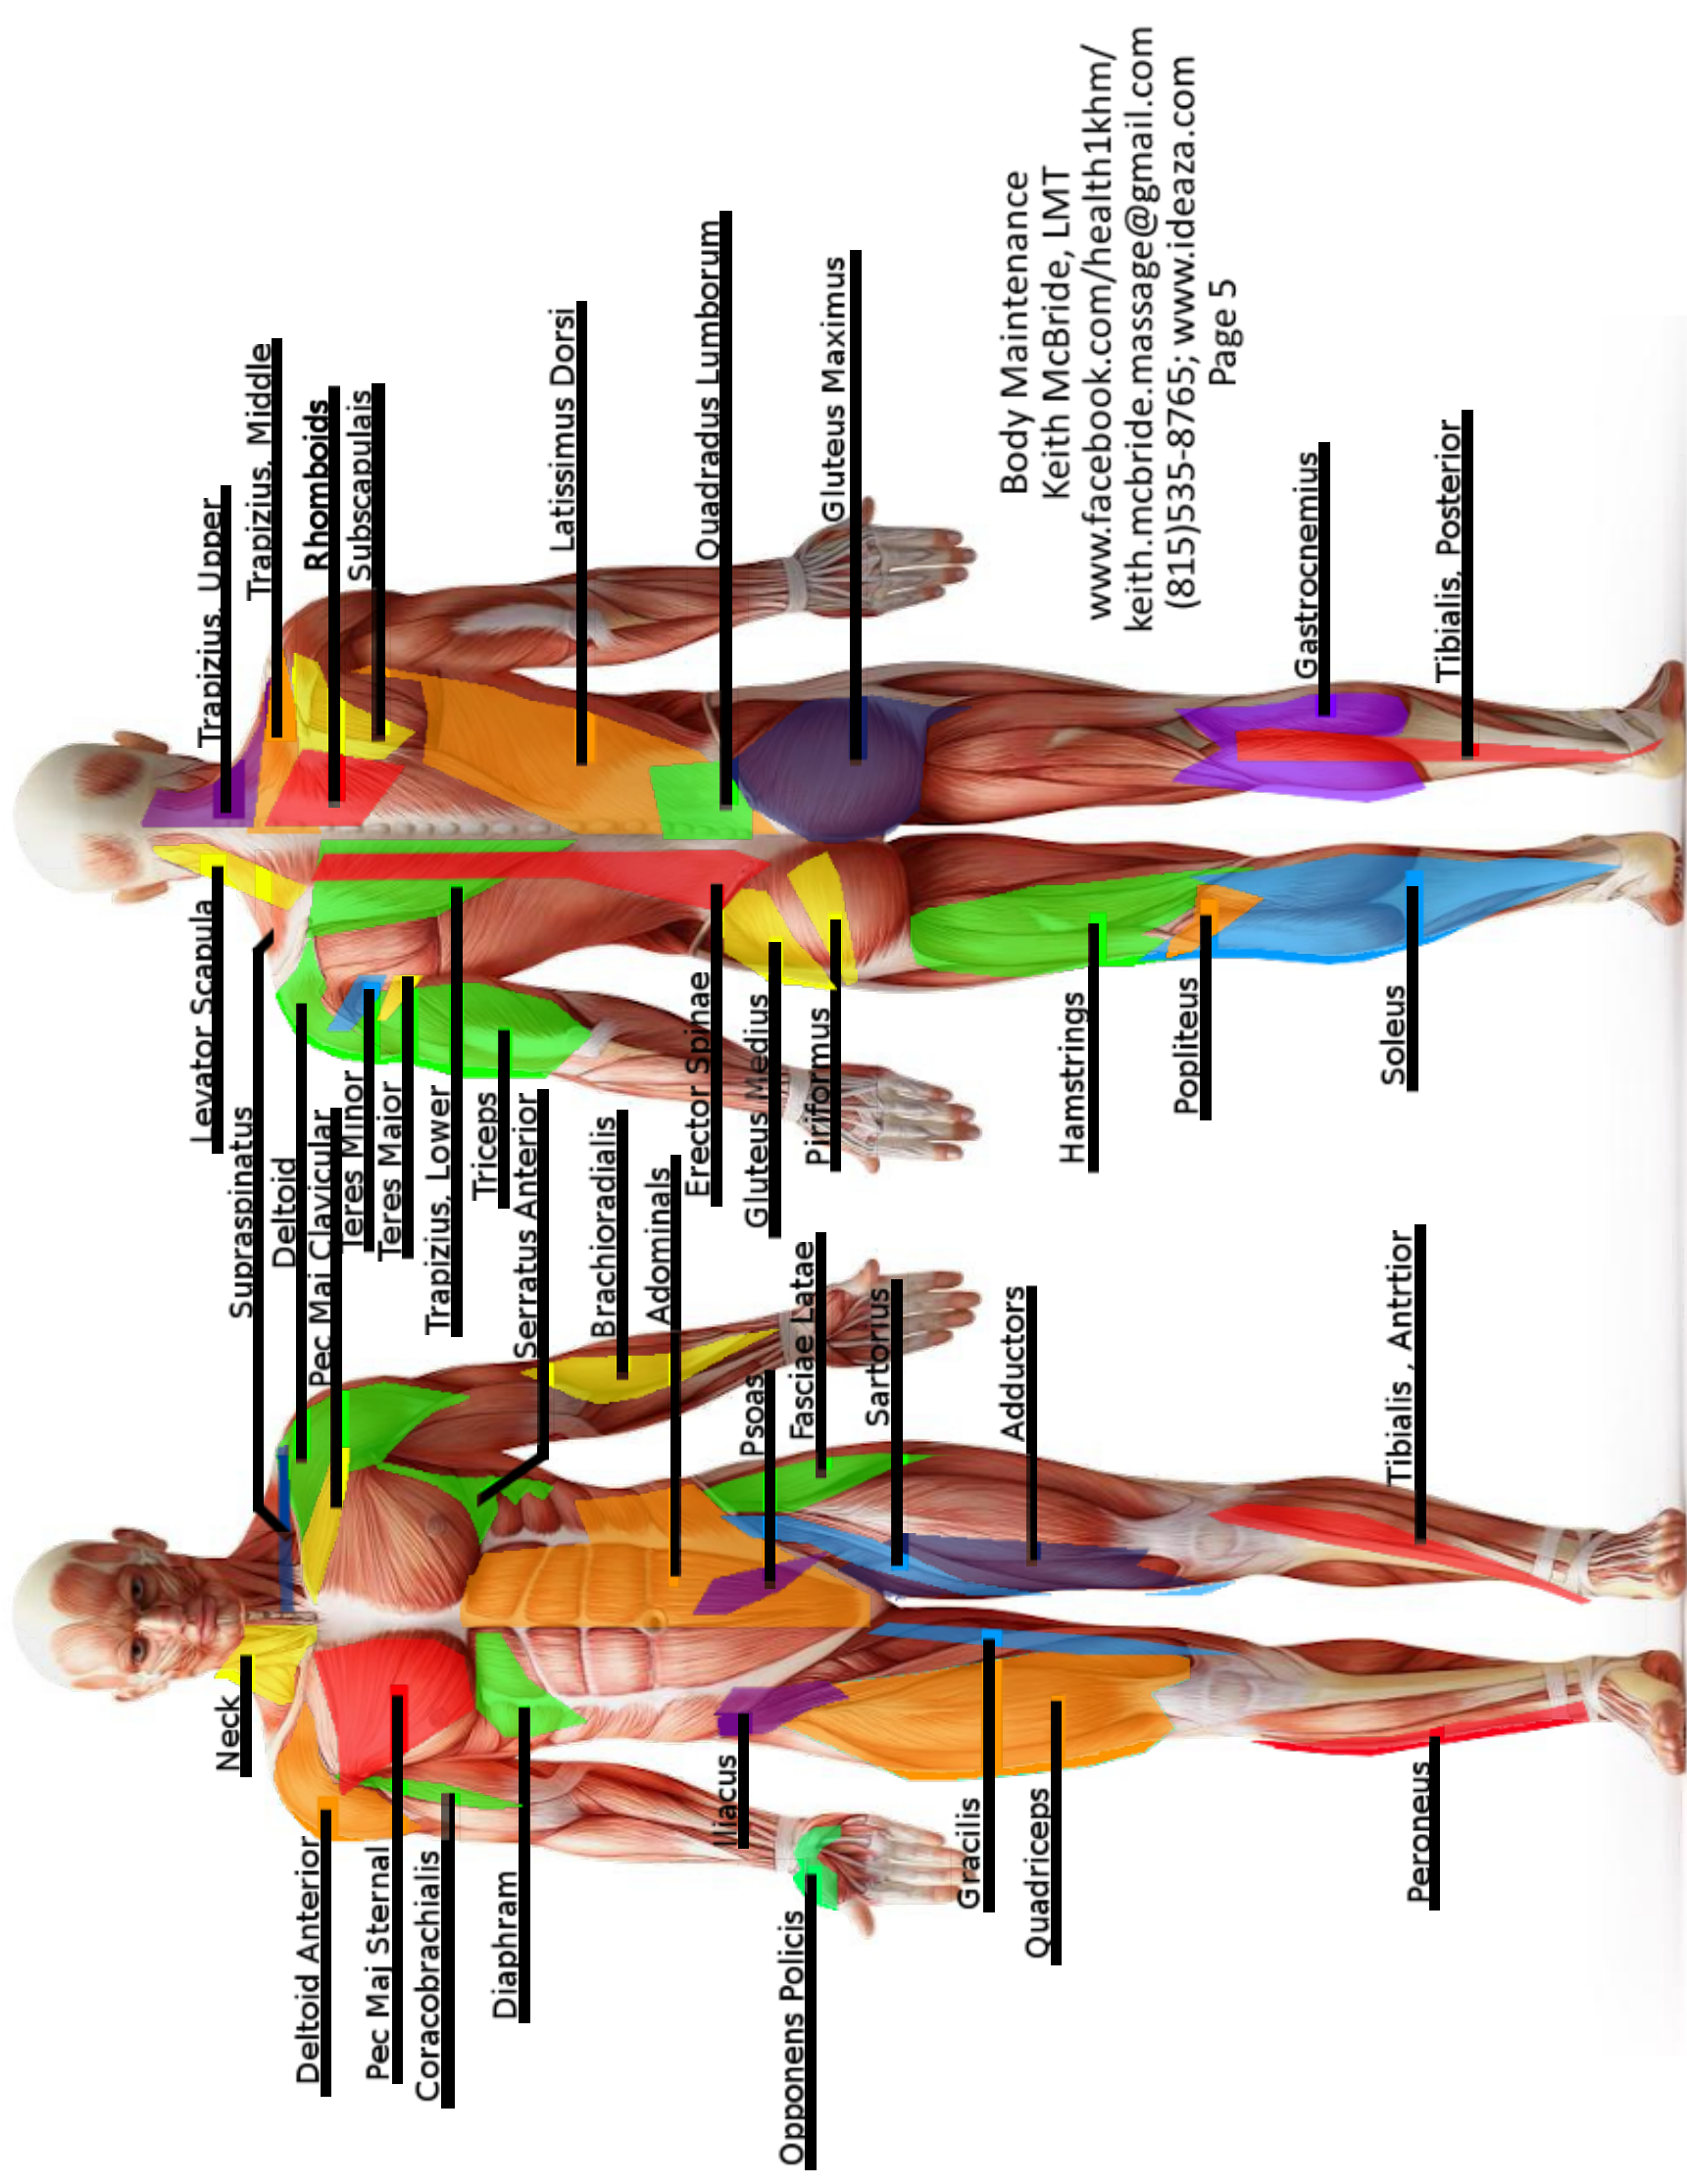 Neck
Deltoid Anterior
Pec Maj Sternal
Coracobrachialis
Diaphram
Iliacus
Opponens Policis
Gracilis
Quadriceps
Peroneus
Supraspinatus
Deltoid
Pec Maj Clavicular
Serratus Anterior
Brachioradialis
Adominals
Psoas
Fasciae Latae
Sartorius
Adductors
Tibialis , Antrtior
Levator Scapula
Teres Minor
Teres Major
Trapizius, Lower
Triceps
Erector Spinae
Gluteus Medius
Piriformus
Hamstrings
Popliteus
Soleus
Trapizius, Upper
Trapizius, Middle
Rhomboids
Subscapulais
Latissimus Dorsi
Quadradus Lumborum
Gluteus Maximus
Gastrocnemius
Tibialis, Posterior
Body Maintenance
Keith McBride, LMT
www.facebook.com/health1khm/
keith.mcbride.massage@gmail.com
(815)535-8765; www.ideaza.com
Page 5